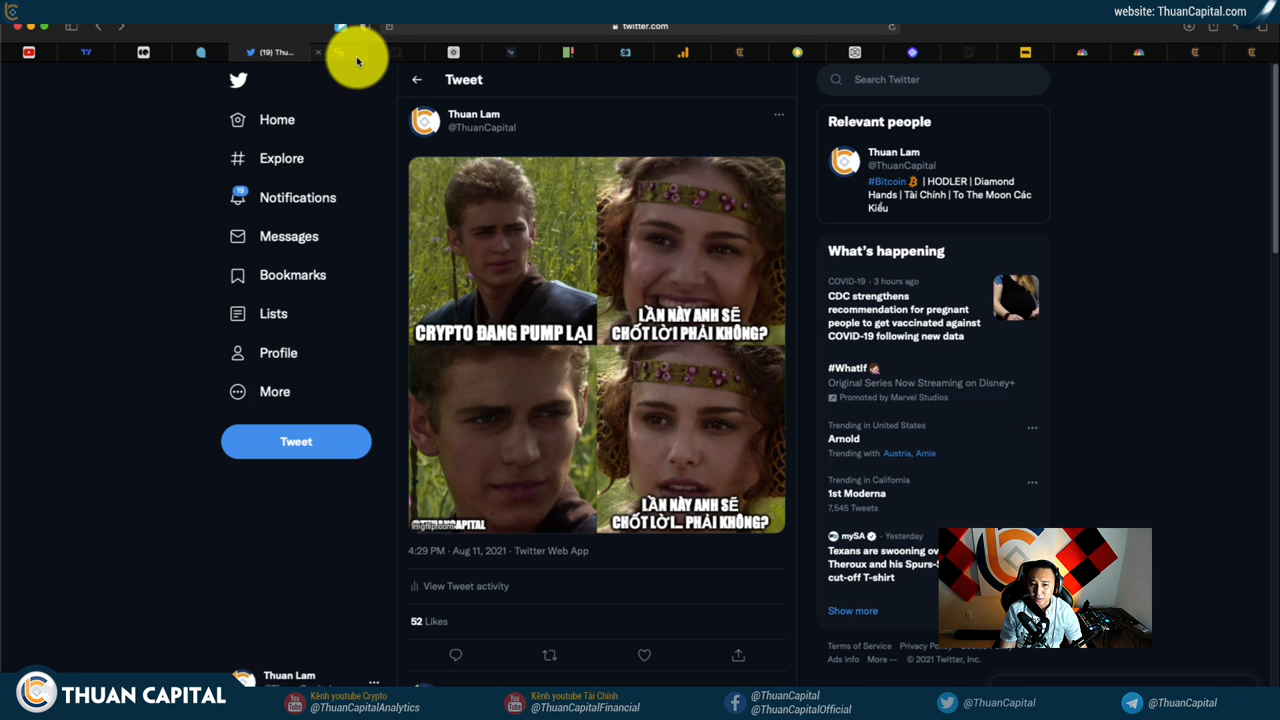 website: ThuanCapital.com
twitter.com
(19) Thu...
Home
Explore
19
Notifications
Messages
Bookmarks
Lists
Profile
More
Tweet
Thuan Lam
Tweet
Thuan Lam
@ThuanCapital
CRYPTO ĐANG PUMP LẠI
LẦN NÀY ANH SẼ
CHỐT LỜI PHẢI KHÔNG?
LẦN NÀY ANH SẼ
CHỐT LỜI... PHẢI KHÔNG?
@THUANCAPITAL
imgflip.com
4:29 PM · Aug 11, 2021 · Twitter Web App
View Tweet activity
52 Likes
Search Twitter
Relevant people
Thuan Lam
@ThuanCapital
#Bitcoin | HODLER | Diamond
Hands | Tài Chính | To The Moon Các
Kiểu
What's happening
COVID-19 · 3 hours ago
CDC strengthens
recommendation for pregnant
people to get vaccinated against
COVID-19 following new data
#WhatIf
Original Series Now Streaming on Disney+
Promoted by Marvel Studios
Trending in United States
Arnold
Trending with Austria, Arnie
Trending in California
1st Moderna
7,545 Tweets
mySA · Yesterday
Texans are swooning
Theroux and his Spurs-
cut-off T-shirt
Show more
Terms of Service Privacy
Ads info More ··· © 2021 Twitter, Inc.
THUAN CAPITAL
Kênh youtube Crypto
@ThuanCapitalAnalytics
Kênh youtube Tài Chính
@ThuanCapitalFinancial
@ThuanCapital
@ThuanCapitalOfficial
@ThuanCapital
@ThuanCapital